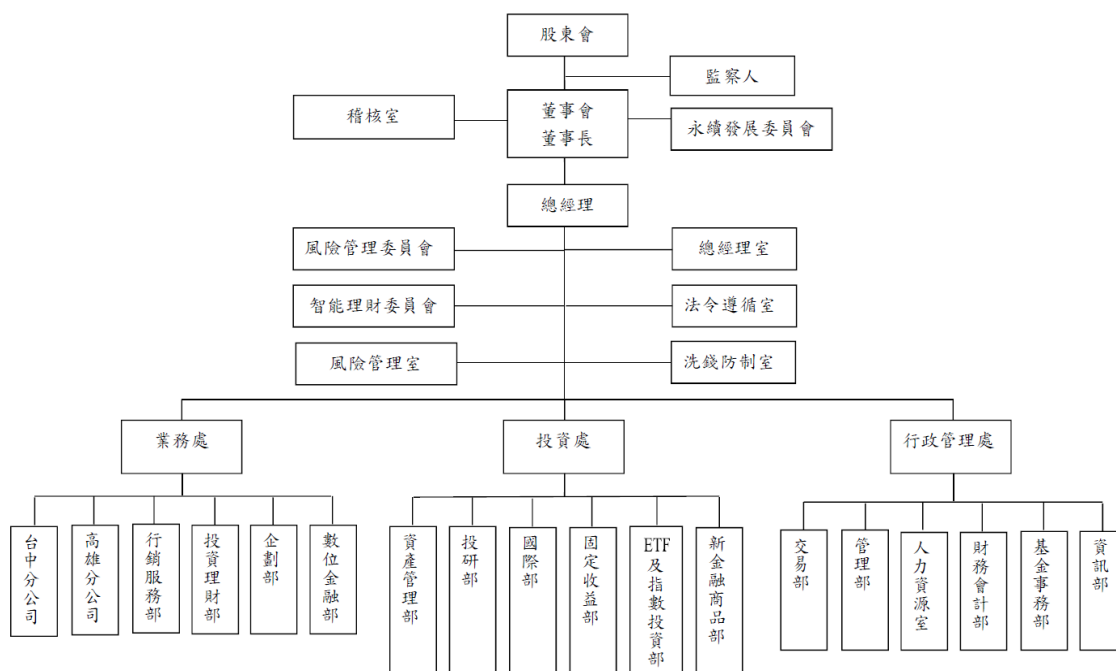 股東會
監察人
稽核室
董事會
董事長
永續發展委員會
總經理
風險管理委員會
總經理室
智能理財委員會
法令遵循室
風險管理室
洗錢防制室
業務處
投資處
行政管理處
台中分公司
高雄分公司
行銷服務部
投資理財部
企劃部
數位金融部
資產管理部
投研部
國際部
固定收益部
ETF及指數投資部
新金融商品部
交易部
管理部
人力資源室
財務會計部
基金事務部
資訊部